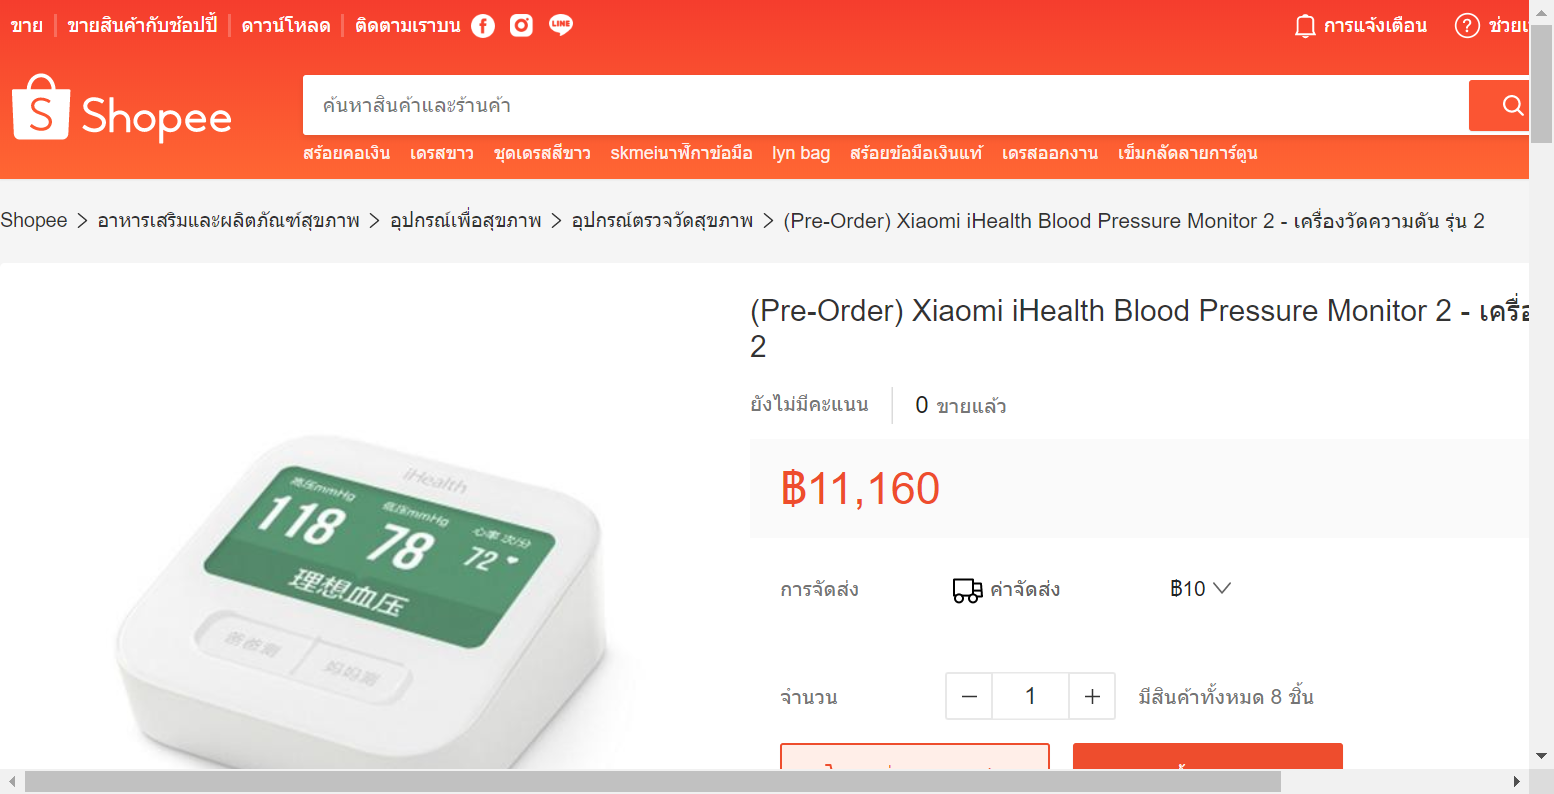 ขาย ขายสินค้ากับช้อปปี้ ดาวน์โหลด ติดตามเราบน LINE การแจ้งเตือน
S Shopee
ค้นหาสินค้าและร้านค้า
สร้อยคอเงิน เดรสขาว ชุดเดรสสีขาว skmeiนาฬิกาข้อมือ lyn bag สร้อยข้อมือเงินแท้ เดรสออกงาน เข็มกลัดลายการ์ตูน
Shopee > อาหารเสริมและผลิตภัณฑ์สุขภาพ > อุปกรณ์เพื่อสุขภาพ > อุปกรณ์ตรวจวัดสุขภาพ > (Pre-Order) Xiaomi iHealth Blood Pressure Monitor 2 - เครื่องวัดความดัน รุ่น 2
(Pre-Order) Xiaomi iHealth Blood Pressure Monitor 2 -
2
ยังไม่มีคะแนน 0 ขายแล้ว
฿11,160
การจัดส่ง ค่าจัดส่ง ฿10
จำนวน 1 มีสินค้าทั้งหมด 8 ชิ้น
iHealth
高压mmHg 低压mmHg 心率 次/分
118 78 72
理想血压
爸爸测 妈妈测